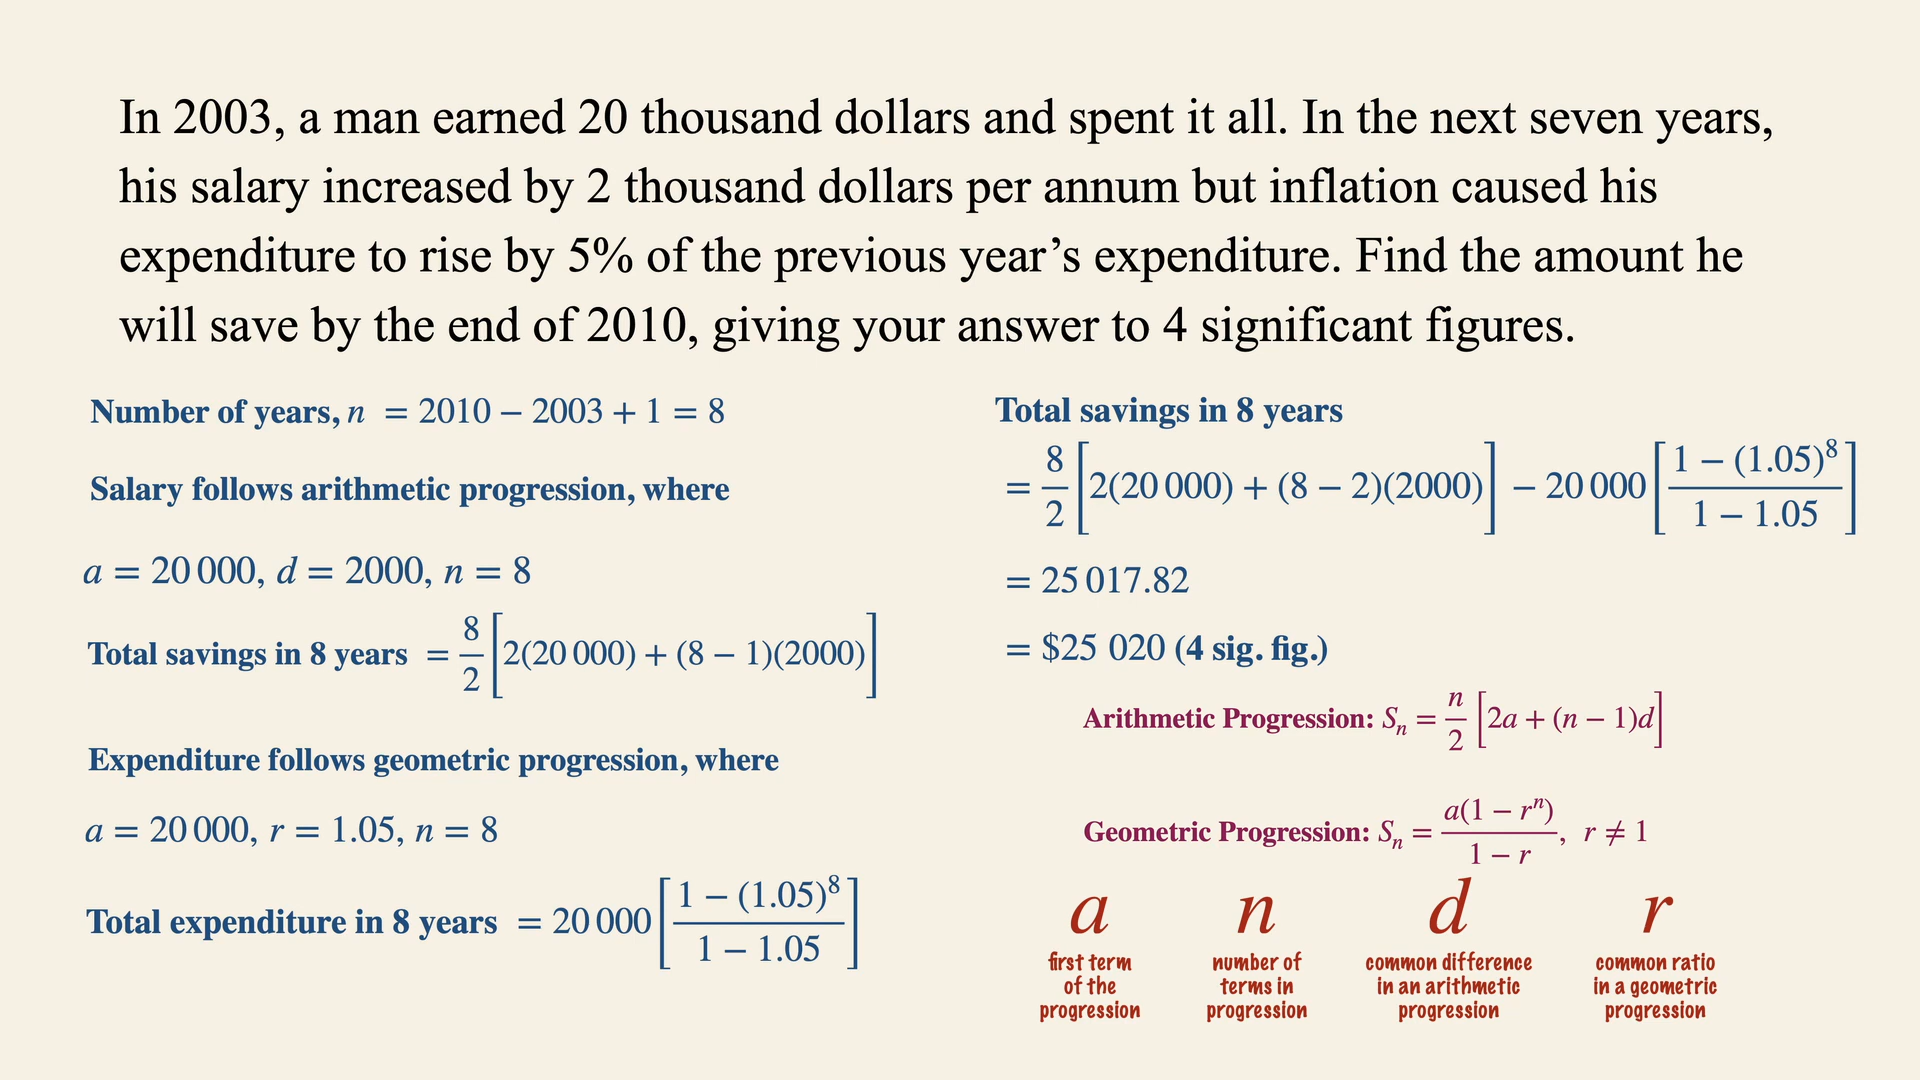 In 2003, a man earned 20 thousand dollars and spent it all. In the next seven years,
his salary increased by 2 thousand dollars per annum but inflation caused his
expenditure to rise by 5% of the previous year’s expenditure. Find the amount he
will save by the end of 2010, giving your answer to 4 significant figures.
Number of years, n = 2010 − 2003 + 1 = 8
Salary follows arithmetic progression, where
a = 20 000, d = 2000, n = 8
Total savings in 8 years = 8/2 [2(20 000) + (8 − 1)(2000)]
Expenditure follows geometric progression, where
a = 20 000, r = 1.05, n = 8
Total expenditure in 8 years = 20 000 [(1 − (1.05)⁸)/(1 − 1.05)]
Total savings in 8 years
= 8/2 [2(20 000) + (8 − 2)(2000)] − 20 000 [(1 − (1.05)⁸)/(1 − 1.05)]
= 25 017.82
= $25 020 (4 sig. fig.)
Arithmetic Progression: Sₙ = n/2 [2a + (n − 1)d]
Geometric Progression: Sₙ = a(1 − rⁿ)/(1 − r), r ≠ 1
a
first term
of the
progression
n
number of
terms in
progression
d
common difference
in an arithmetic
progression
r
common ratio
in a geometric
progression